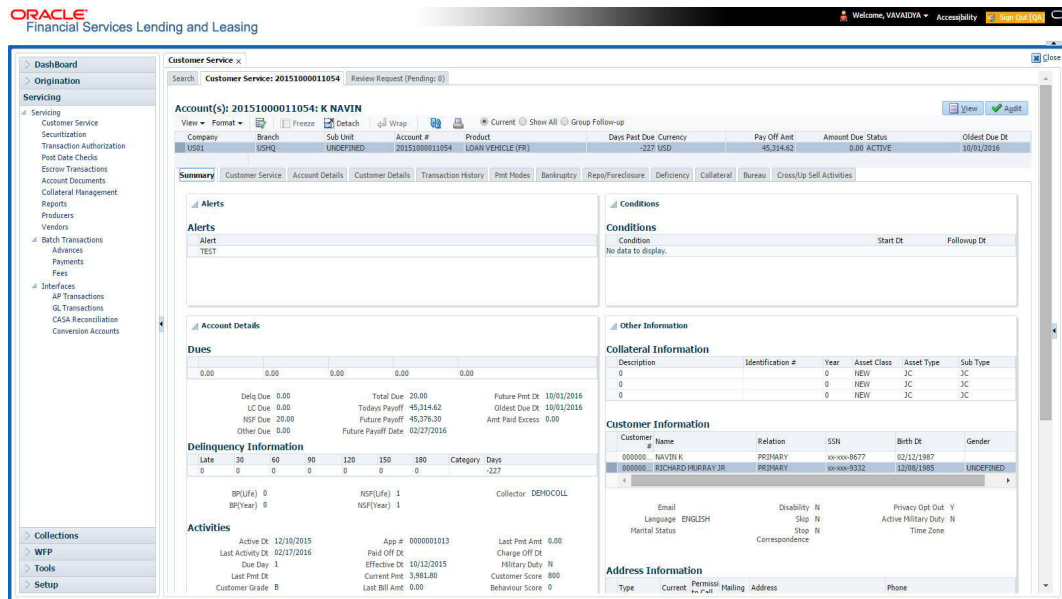 ORACLE
Financial Services Lending and Leasing
Welcome, VAVAIDYA Accessibility Sign Out [QA]
Close
DashBoard
Origination
Servicing
Servicing
Customer Service
Securitization
Transaction Authorization
Post Date Checks
Escrow Transactions
Account Documents
Collateral Management
Reports
Producers
Vendors
Batch Transactions
Advances
Payments
Fees
Interfaces
AP Transactions
GL Transactions
CASA Reconciliation
Conversion Accounts
Collections
WFP
Tools
Setup
Customer Service x
Search Customer Service: 20151000011054 Review Request (Pending: 0)
Account(s): 20151000011054: K NAVIN
View Audit
View Format Freeze Detach Wrap Current Show All Group Follow-up
Company Branch Sub Unit Account # Product Days Past Due Currency Pay Off Amt Amount Due Status Oldest Due Dt
US01 USHQ UNDEFINED 20151000011054 LOAN VEHICLE (FR) -227 USD 45,314.62 0.00 ACTIVE 10/01/2016
Summary Customer Service Account Details Customer Details Transaction History Pmt Modes Bankruptcy Repo/Foreclosure Deficiency Collateral Bureau Cross/Up Sell Activities
Alerts
Alerts
Alert
TEST
Conditions
Conditions
Condition Start Dt Followup Dt
No data to display.
Account Details
Dues
0.00 0.00 0.00 0.00 0.00
Delq Due 0.00 Total Due 20.00 Future Pmt Dt 10/01/2016
LC Due 0.00 Todays Payoff 45,314.62 Oldest Due Dt 10/01/2016
NSF Due 20.00 Future Payoff 45,376.30 Amt Paid Excess 0.00
Other Due 0.00 Future Payoff Date 02/27/2016
Delinquency Information
Late 30 60 90 120 150 180 Category Days
0 0 0 0 0 0 0 -227
BP(Life) 0 NSF(Life) 1 Collector DEMOCOLL
BP(Year) 0 NSF(Year) 1
Activities
Active Dt 12/10/2015 App # 0000001013 Last Pmt Amt 0.00
Last Activity Dt 02/17/2016 Paid Off Dt Charge Off Dt
Due Day 1 Effective Dt 10/12/2015 Military Duty N
Last Pmt Dt Current Pmt 3,981.80 Customer Score 800
Customer Grade B Last Bill Amt 0.00 Behaviour Score 0
Other Information
Collateral Information
Description Identification # Year Asset Class Asset Type Sub Type
0 0 NEW JC JC
0 0 NEW JC JC
0 0 NEW JC JC
Customer Information
Customer # Name Relation SSN Birth Dt Gender
000000... NAVIN K PRIMARY xx-xxx-8677 02/12/1987
000000... RICHARD MURRAY JR PRIMARY xx-xxx-9332 12/08/1985 UNDEFINED
Email Disability N Privacy Opt Out Y
Language ENGLISH Skip N Active Military Duty N
Marital Status Stop Correspondence N Time Zone
Address Information
Type Current Permissi to Call Mailing Address Phone